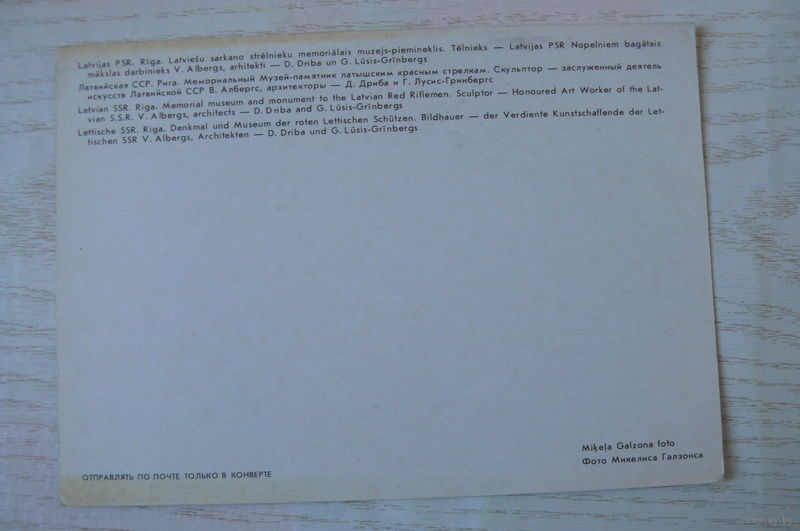 Latvijas PSR. Rīga. Latviešu sarkano strēlnieku memoriālais muzejs-piemineklis. Tēlnieks — Latvijas PSR Nopelniem bagātais
mākslas darbinieks V. Albergs, arhitekti — D. Driba un G. Lūsis-Grīnbergs
Латвийская ССР. Рига. Мемориальный Музей-памятник латышским красным стрелкам. Скульптор — заслуженный деятель
искусств Латвийской ССР В. Албергс, архитекторы — Д. Дриба и Г. Лусис-Гринбергс
Latvian SSR. Riga. Memorial museum and monument to the Latvian Red Riflemen. Sculptor — Honoured Art Worker of the Lat-
vian S.S.R. V. Albergs, architects — D. Driba and G. Lūsis-Grīnbergs
Lettische SSR. Riga. Denkmal und Museum der roten Lettischen Schützen. Bildhauer — der Verdiente Kunstschaffende der Let-
tischen SSR V. Albergs, Architekten — D. Driba und G. Lūsis-Grīnbergs
Miķeļa Galzona foto
Фото Микелиса Галзонса
ОТПРАВЛЯТЬ ПО ПОЧТЕ ТОЛЬКО В КОНВЕРТЕ